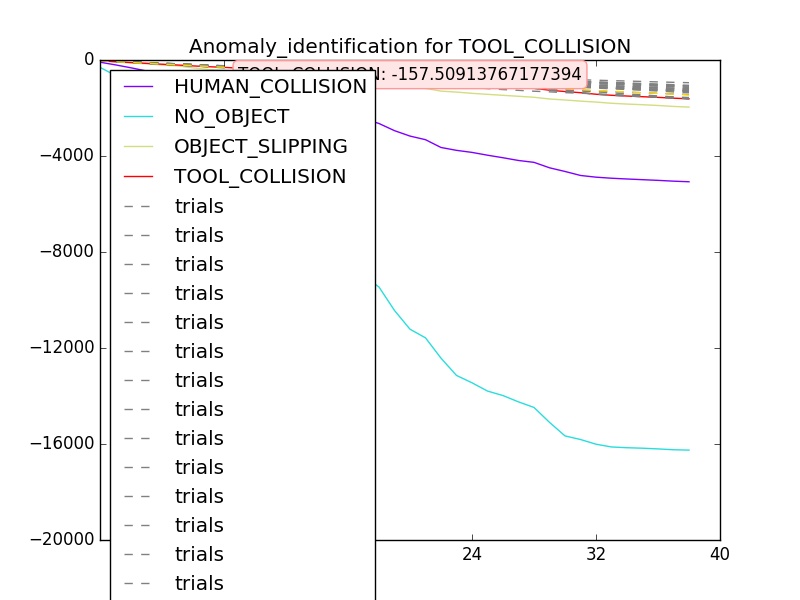 Anomaly_identification for TOOL_COLLISION
TOOL_COLLISION: -157.50913767177394
HUMAN_COLLISION
NO_OBJECT
OBJECT_SLIPPING
TOOL_COLLISION
trials
trials
trials
trials
trials
trials
trials
trials
trials
trials
trials
trials
trials
trials
0
−4000
−8000
−12000
−16000
−20000
24
32
40